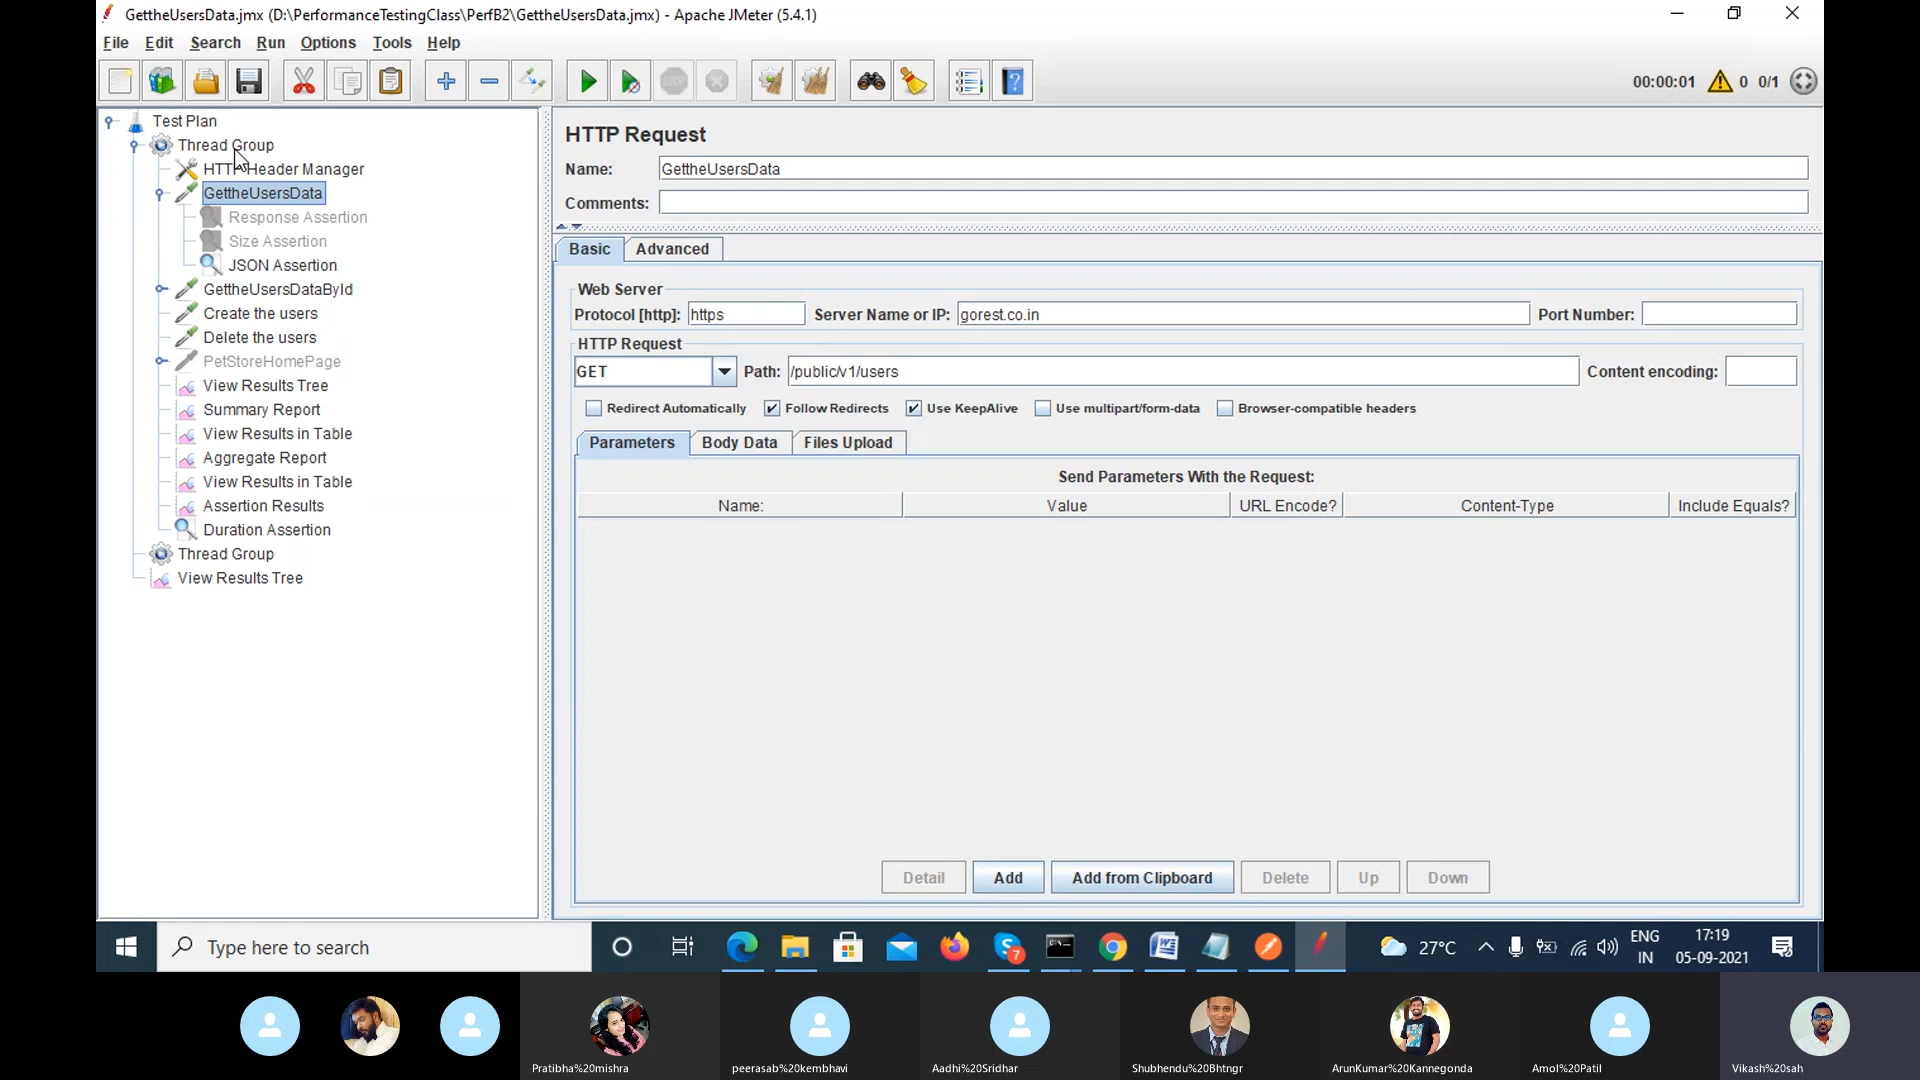 GettheUsersData.jmx (D:\PerformanceTestingClass\PerfB2\GettheUsersData.jmx) - Apache JMeter (5.4.1)
File Edit Search Run Options Tools Help
STOP
00:00:01 0 0/1
Test Plan
Thread Group
HTTP Header Manager
GettheUsersData
Response Assertion
Size Assertion
JSON Assertion
GettheUsersDataById
Create the users
Delete the users
PetStoreHomePage
View Results Tree
Summary Report
View Results in Table
Aggregate Report
View Results in Table
Assertion Results
Duration Assertion
Thread Group
View Results Tree
HTTP Request
Name: GettheUsersData
Comments:
Basic Advanced
Web Server
Protocol [http]: https Server Name or IP: gorest.co.in Port Number:
HTTP Request
GET Path: /public/v1/users Content encoding:
Redirect Automatically Follow Redirects Use KeepAlive Use multipart/form-data Browser-compatible headers
Parameters Body Data Files Upload
Send Parameters With the Request:
Name: Value URL Encode? Content-Type Include Equals?
Detail Add Add from Clipboard Delete Up Down
Type here to search
7
27°C
ENG
IN
17:19
05-09-2021
Pratibha%20mishra peerasab%20kembhavi Aadhi%20Sridhar Shubhendu%20Bhtngr ArunKumar%20Kannegonda Amol%20Patil Vikash%20sah